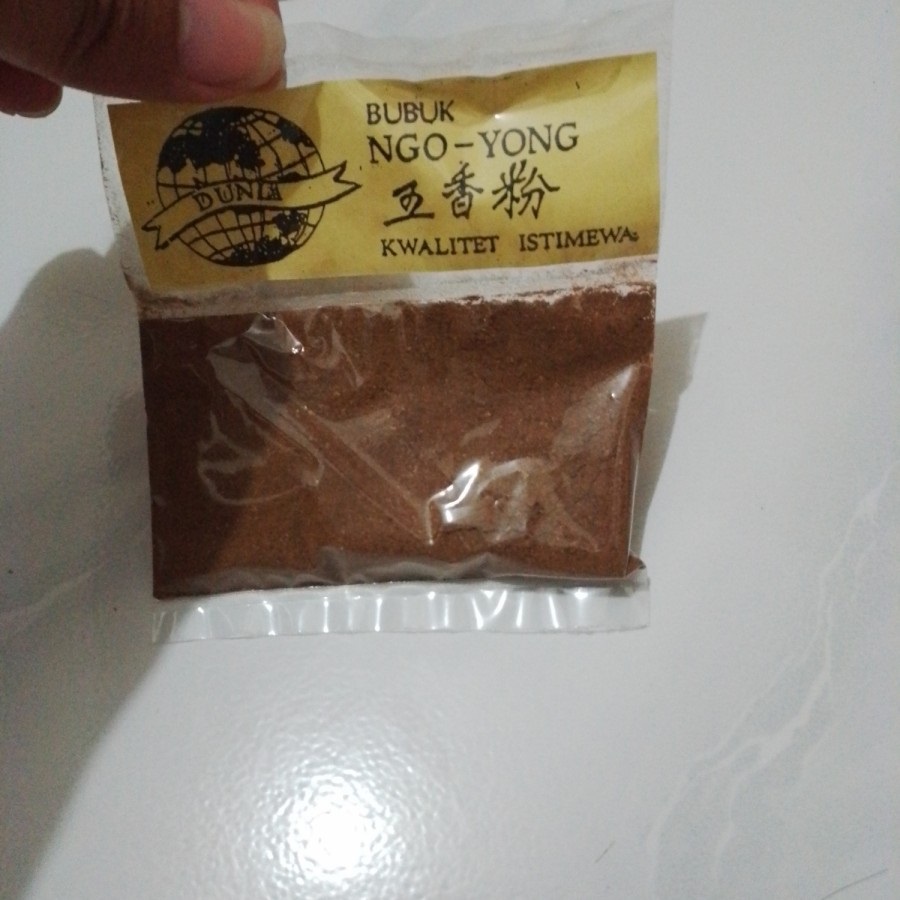 DUNIA
BUBUK
NGO-YONG
五香粉
KWALITET ISTIMEWA